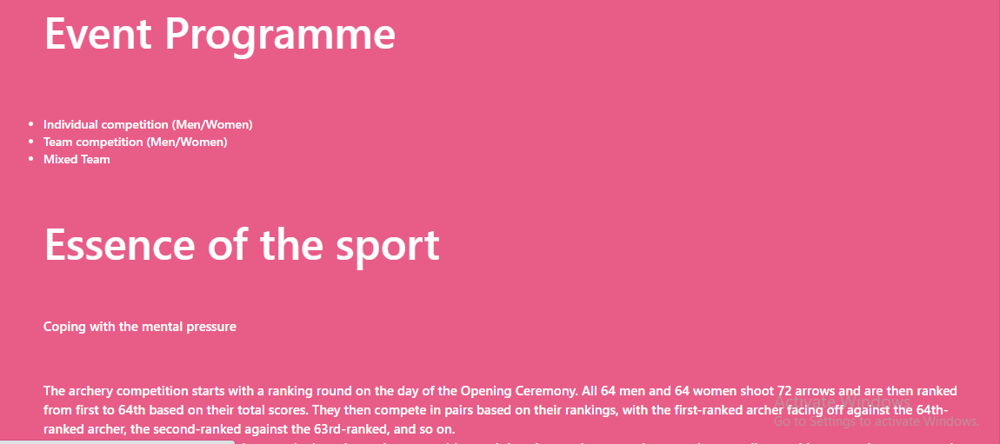 Event Programme
• Individual competition (Men/Women)
• Team competition (Men/Women)
• Mixed Team
Essence of the sport
Coping with the mental pressure
The archery competition starts with a ranking round on the day of the Opening Ceremony. All 64 men and 64 women shoot 72 arrows and are then ranked
from first to 64th based on their total scores. They then compete in pairs based on their rankings, with the first-ranked archer facing off against the 64th-
ranked archer, the second-ranked against the 63rd-ranked, and so on.
Activate Windows
Go to Settings to activate Windows.